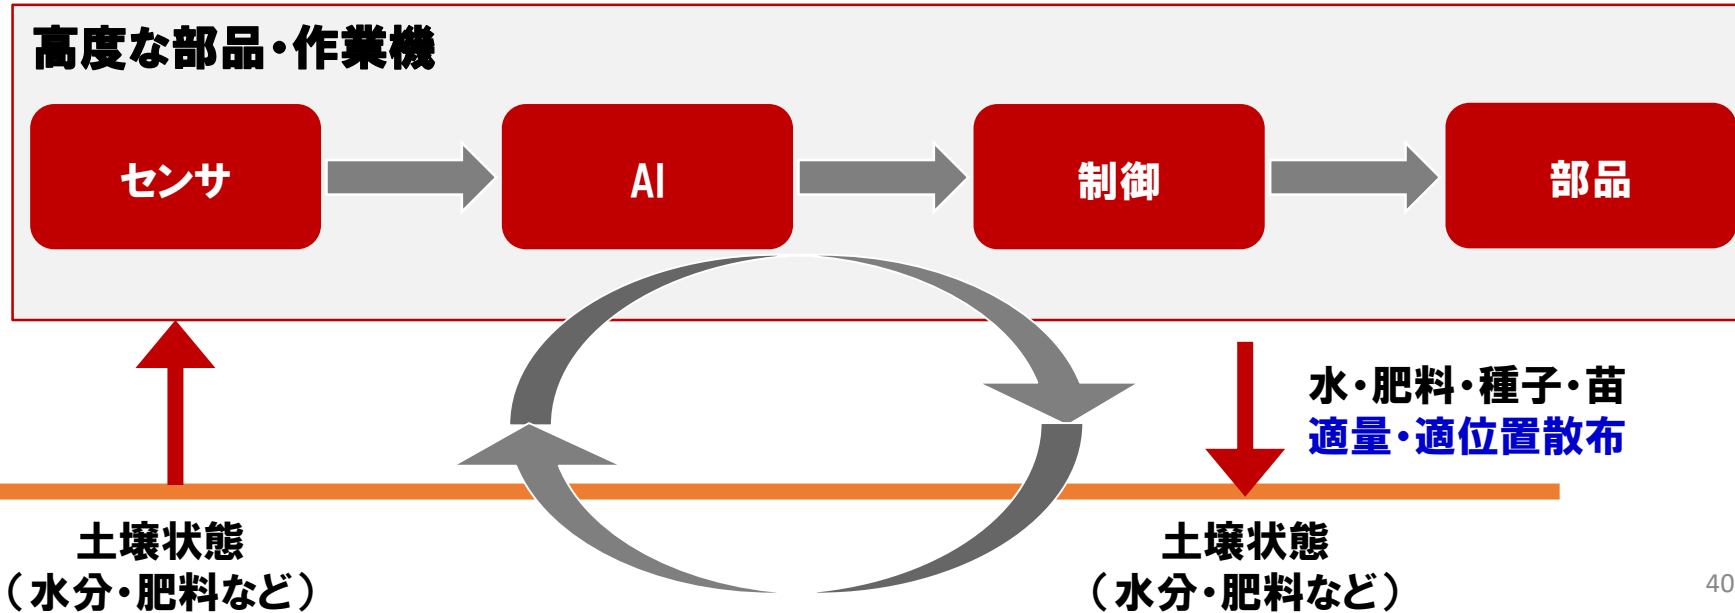 高度な部品・作業機
センサ
AI
制御
部品
水・肥料・種子・苗
適量・適位置散布
土壌状態
（水分・肥料など）
土壌状態
（水分・肥料など）
40